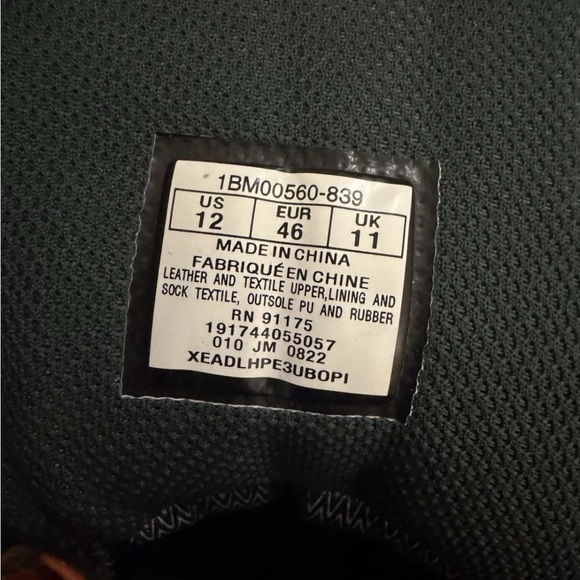 1BM00560-839
US EUR UK
12 46 11
MADE IN CHINA
FABRIQUÉ EN CHINE
LEATHER AND TEXTILE UPPER,LINING AND
SOCK TEXTILE, OUTSOLE PU AND RUBBER
RN 91175
191744055057
010 JM 0822
XEADLHPE3UBOPI